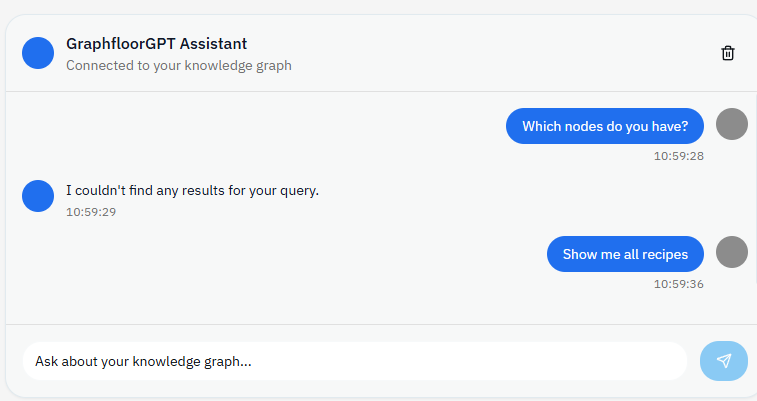 GraphfloorGPT Assistant
Connected to your knowledge graph
Which nodes do you have?
10:59:28
I couldn't find any results for your query.
10:59:29
Show me all recipes
10:59:36
Ask about your knowledge graph...